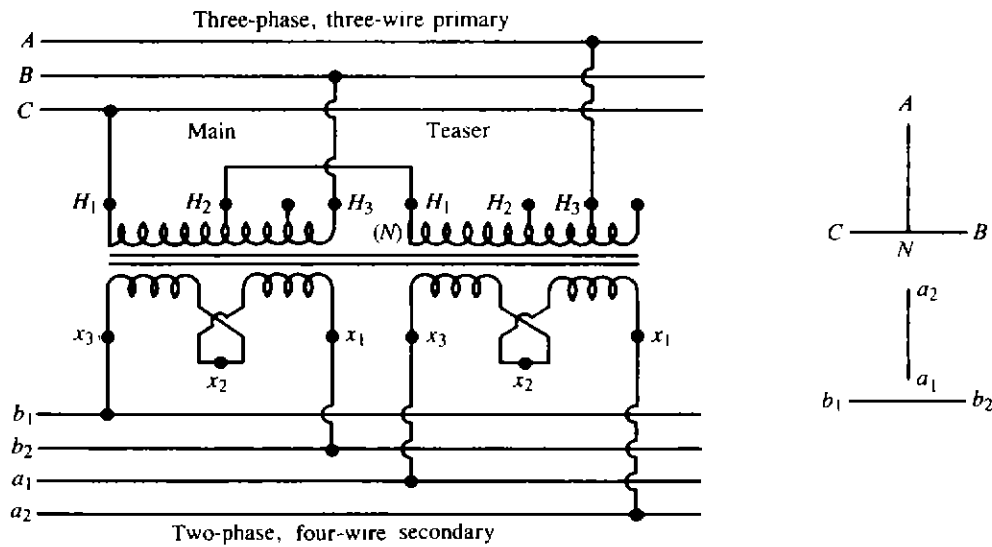 Three-phase, three-wire primary
A
B
C
Main Teaser
H₁ H₂ H₃ H₁ H₂ H₃
(N)
x₃ x₁ x₃ x₁
x₂ x₂
b₁
b₂
a₁
a₂
Two-phase, four-wire secondary
A
C B
N
a₂
a₁
b₁ b₂